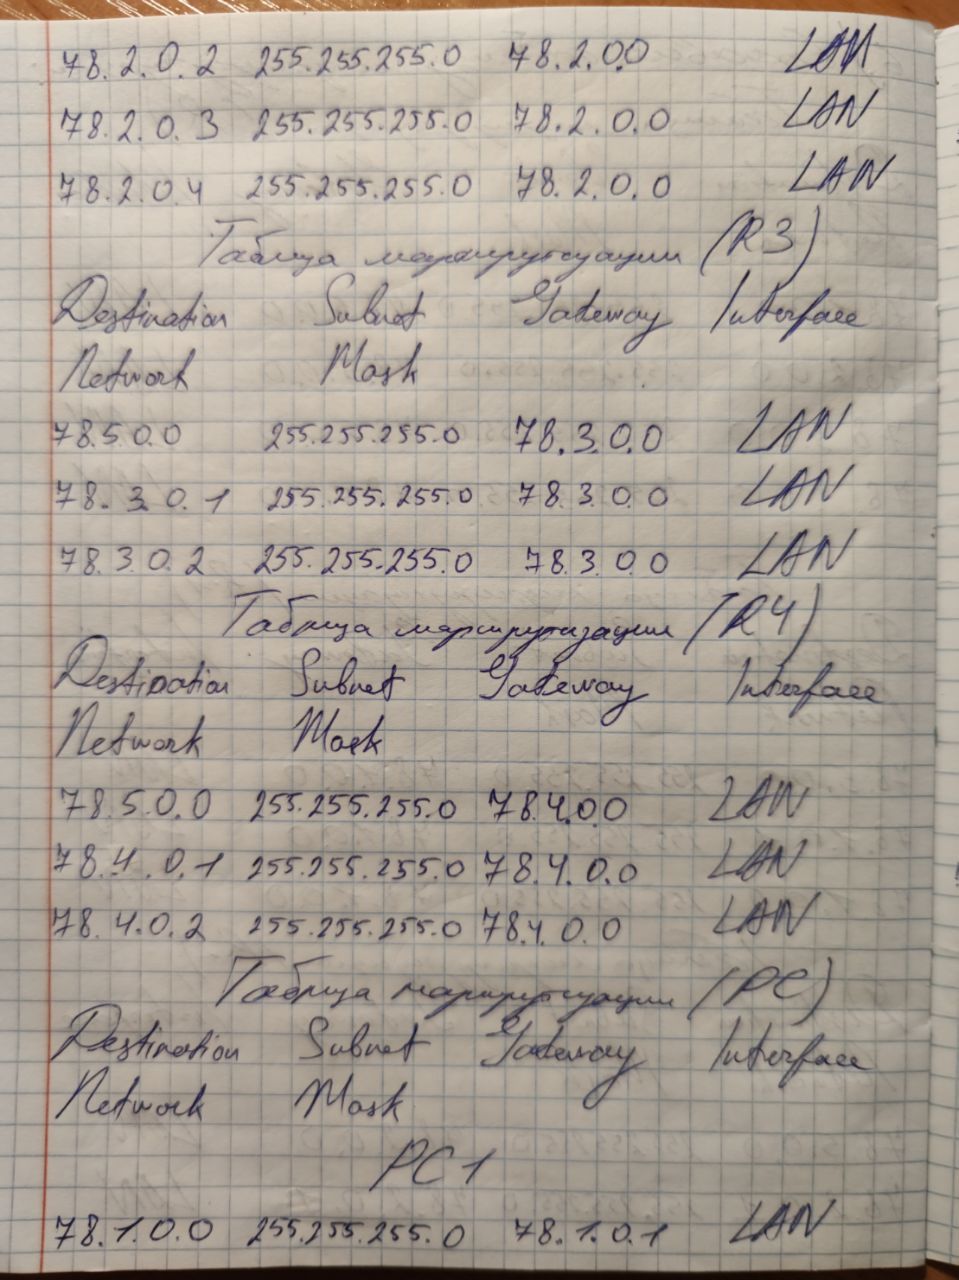 78.2.0.2 255.255.255.0 78.2.0.0 LAN
78.2.0.3 255.255.255.0 78.2.0.0 LAN
78.2.0.4 255.255.255.0 78.2.0.0 LAN
Таблица маршрутизации (R3)
Destination Subnet Gateway Interface
Network Mask
78.5.0.0 255.255.255.0 78.3.0.0 LAN
78.3.0.1 255.255.255.0 78.3.0.0 LAN
78.3.0.2 255.255.255.0 78.3.0.0 LAN
Таблица маршрутизации (R4)
Destination Subnet Gateway Interface
Network Mask
78.5.0.0 255.255.255.0 78.4.0.0 LAN
78.4.0.1 255.255.255.0 78.4.0.0 LAN
78.4.0.2 255.255.255.0 78.4.0.0 LAN
Таблица маршрутизации (PC)
Destination Subnet Gateway Interface
Network Mask
PC1
78.1.0.0 255.255.255.0 78.1.0.1 LAN